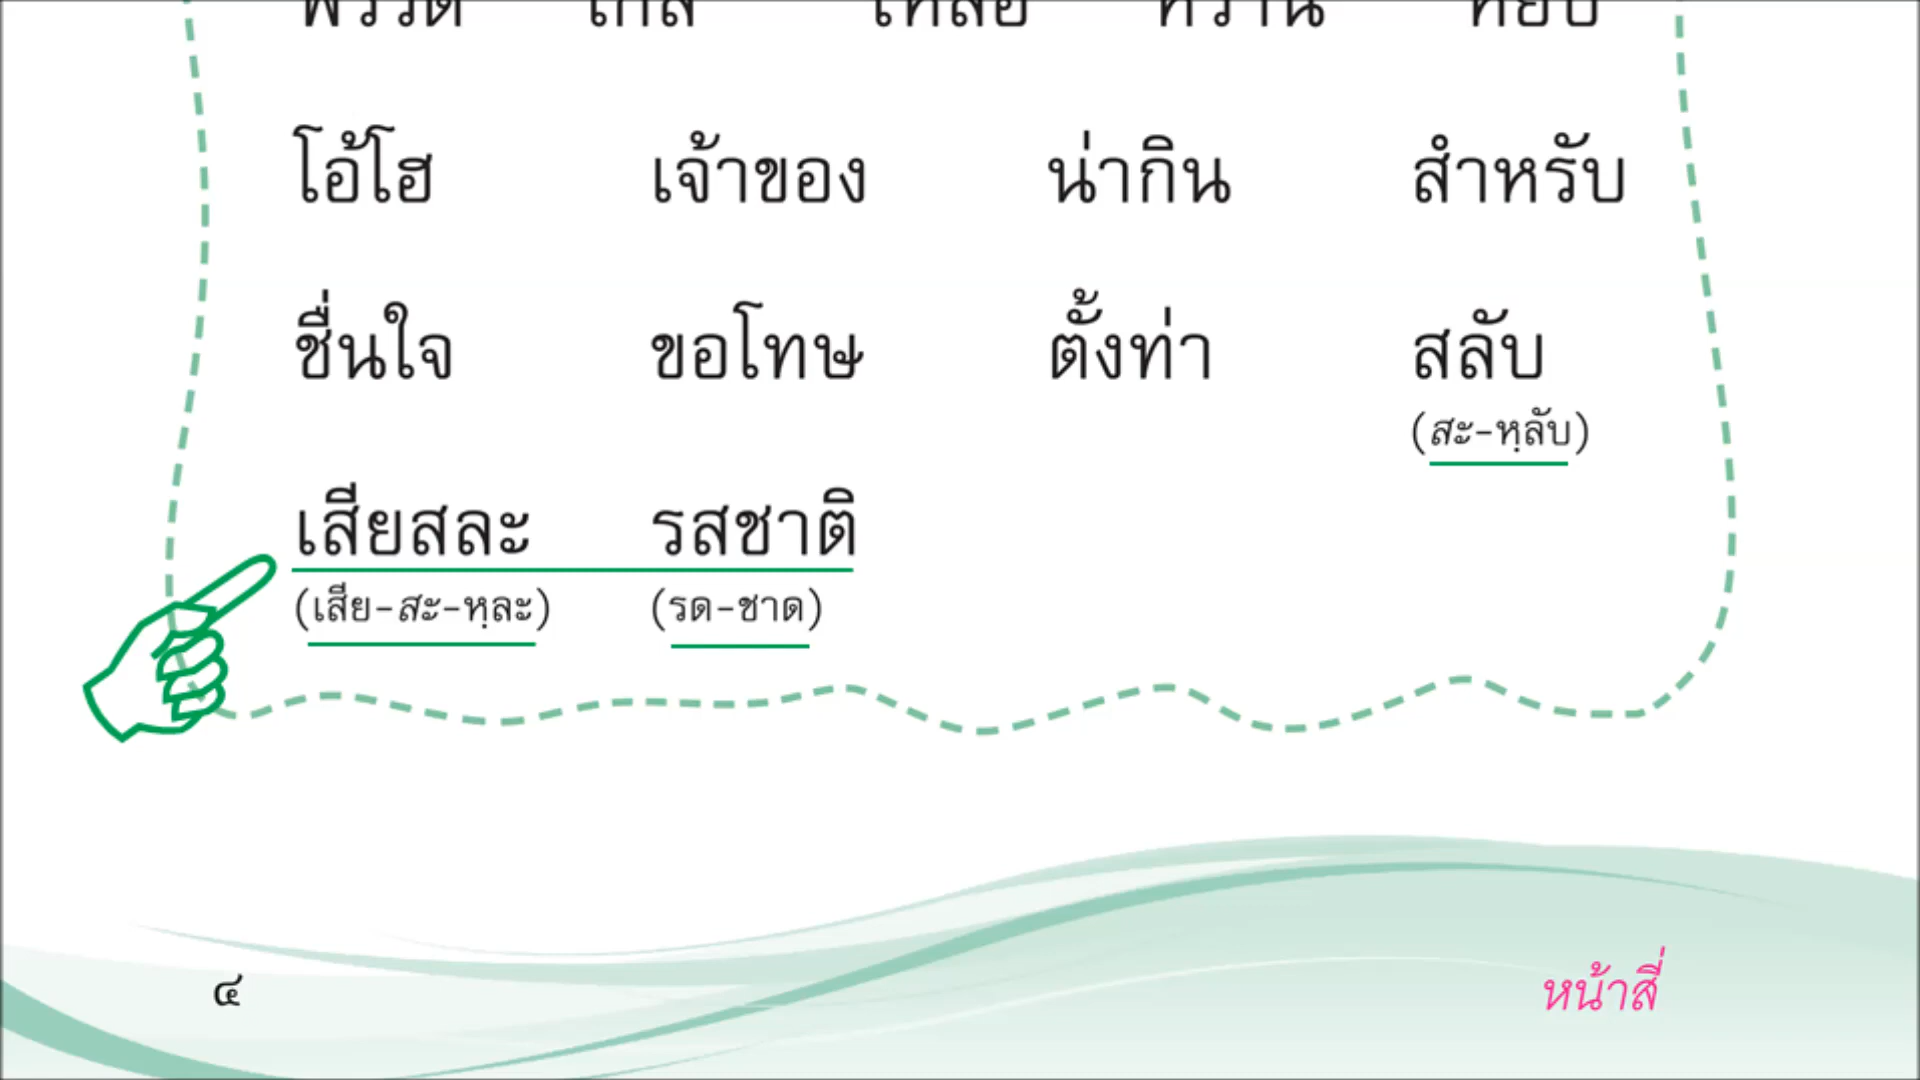 โอ้โฮ เจ้าของ น่ากิน สำหรับ
ชื่นใจ ขอโทษ ตั้งท่า สลับ
(สะ-หฺลับ)
เสียสละ รสชาติ
(เสีย-สะ-หฺละ) (รด-ชาด)
๔ หน้าสี่